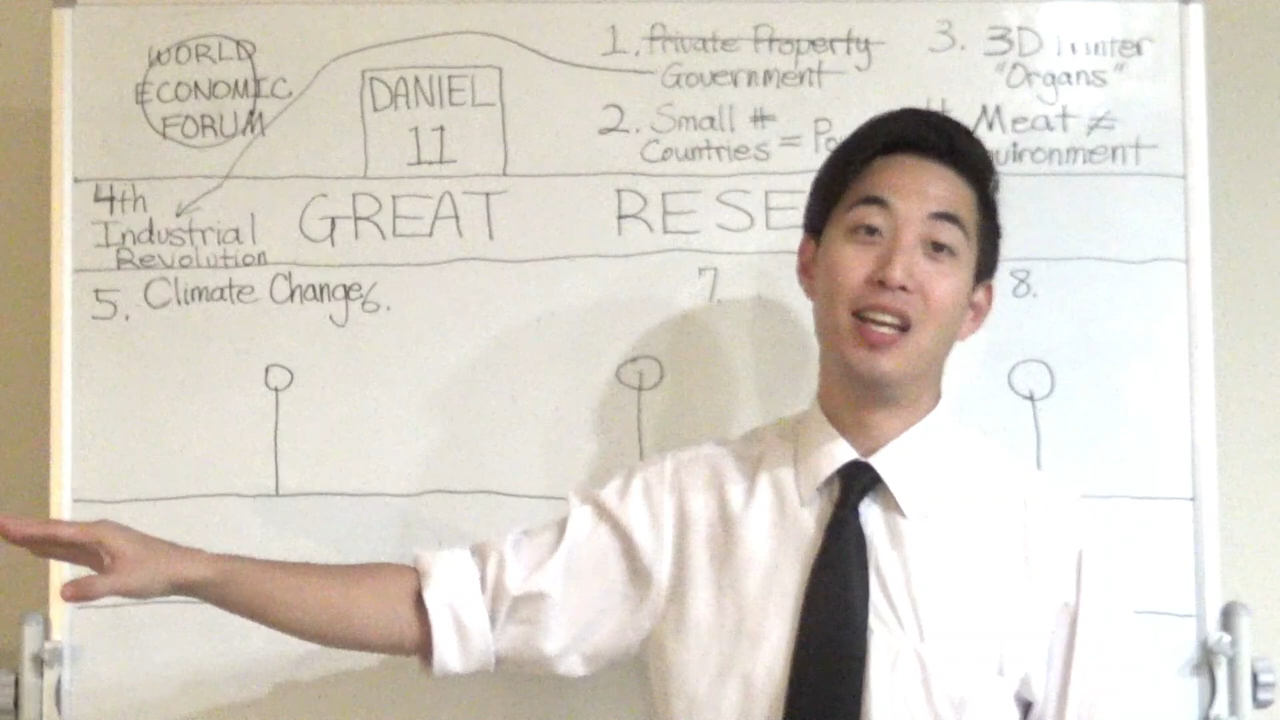 WORLD
ECONOMIC
FORUM
DANIEL
11
1. Private Property
Government
2. Small #
Countries =
3. 3D
"Organs"
Meat ≠
4th
Industrial
Revolution
GREAT
5. Climate Change
6.
7.
8.